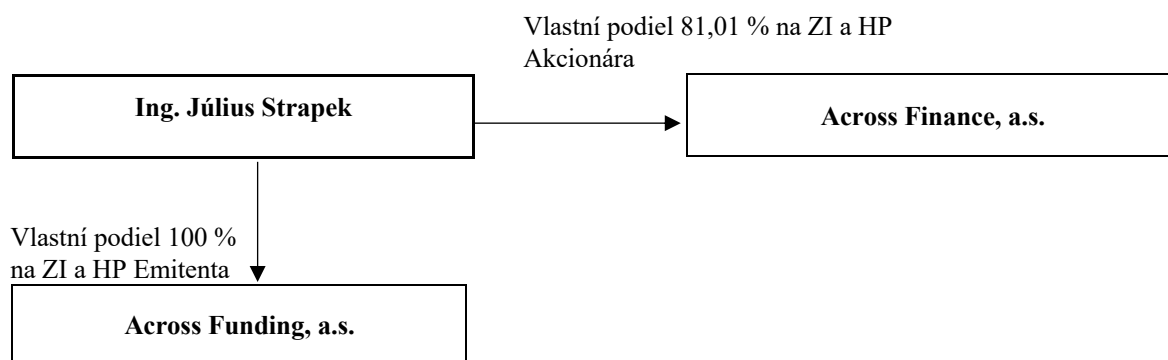 Vlastní podiel 81,01 % na ZI a HP
Akcionára
Ing. Július Strapek
Across Finance, a.s.
Vlastní podiel 100 %
na ZI a HP Emitenta
Across Funding, a.s.